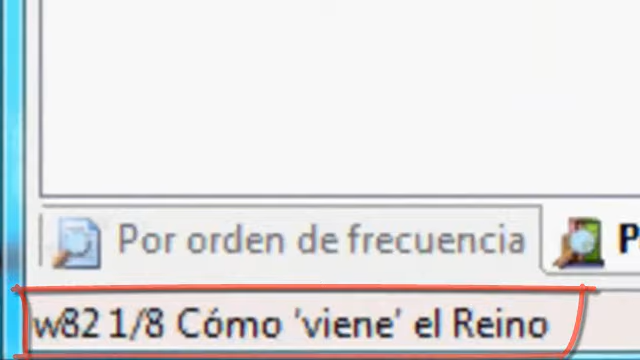 Por orden de frecuencia P
w82 1/8 Cómo 'viene' el Reino